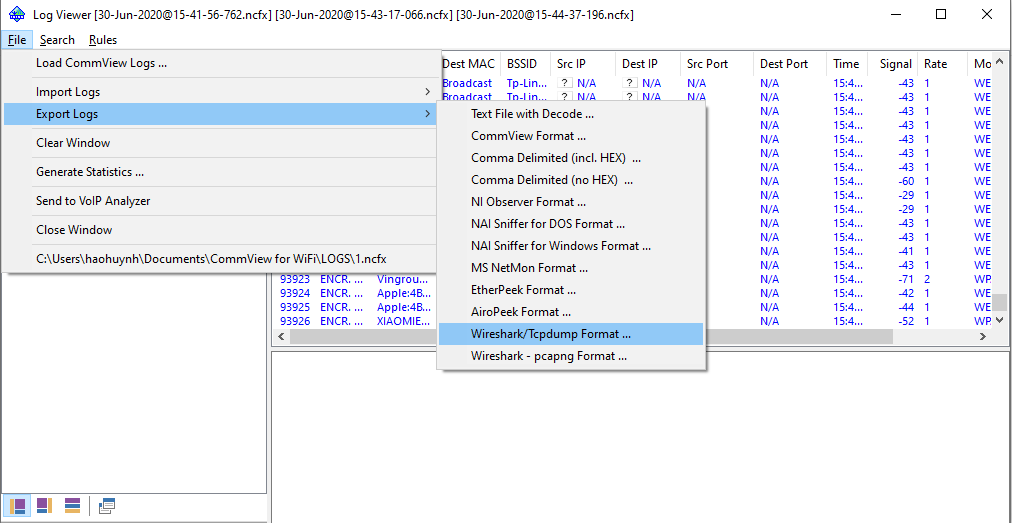 Log Viewer [30-Jun-2020@15-41-56-762.ncfx] [30-Jun-2020@15-43-17-066.ncfx] [30-Jun-2020@15-44-37-196.ncfx]
File Search Rules
Load CommView Logs ...
Import Logs
Export Logs
Clear Window
Generate Statistics ...
Send to VoIP Analyzer
Close Window
C:\Users\haohuynh\Documents\CommView for WiFi\LOGS\1.ncfx
Text File with Decode ...
CommView Format ...
Comma Delimited (incl. HEX) ...
Comma Delimited (no HEX) ...
NI Observer Format ...
NAI Sniffer for DOS Format ...
NAI Sniffer for Windows Format ...
MS NetMon Format ...
EtherPeek Format ...
AiroPeek Format ...
Wireshark/Tcpdump Format ...
Wireshark - pcapng Format ...
Dest MAC BSSID Src IP Dest IP Src Port Dest Port Time Signal Rate Mo
Broadcast Tp-Lin... ? N/A ? N/A N/A N/A 15:4... -43 1 WE
Broadcast Tp-Lin... ? N/A ? N/A N/A N/A 15:4... -43 1 WE
N/A 15:4... -43 1 WE
N/A 15:4... -43 1 WE
N/A 15:4... -43 1 WE
N/A 15:4... -43 1 WE
N/A 15:4... -43 1 WE
N/A 15:4... -60 1 WE
N/A 15:4... -29 1 WE
N/A 15:4... -29 1 WE
N/A 15:4... -43 1 WE
N/A 15:4... -43 1 WE
N/A 15:4... -41 1 WE
N/A 15:4... -43 1 WE
93923 ENCR. ... Vingrou... N/A 15:4... -71 2 WP
93924 ENCR. ... Apple:4B... N/A 15:4... -42 1 WE
93925 ENCR. ... Apple:4B... N/A 15:4... -44 1 WE
93926 ENCR. ... XIAOMIE... N/A 15:4... -52 1 WP